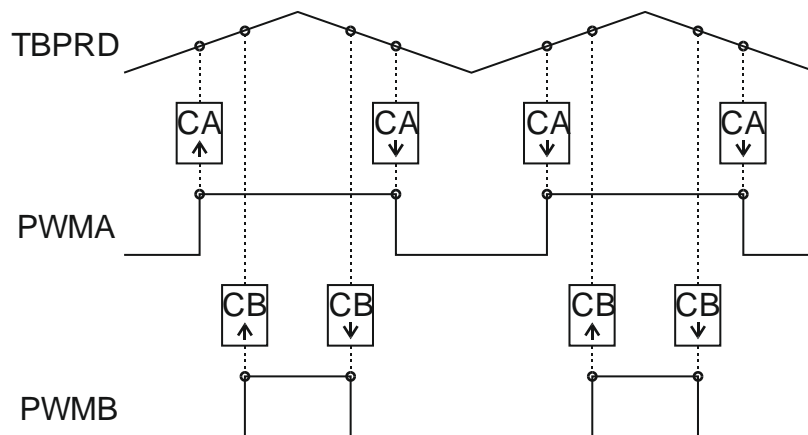 TBPRD
CA CA CA CA
↑ ↓ ↓ ↓
PWMA
CB CB CB CB
↑ ↓ ↑ ↓
PWMB